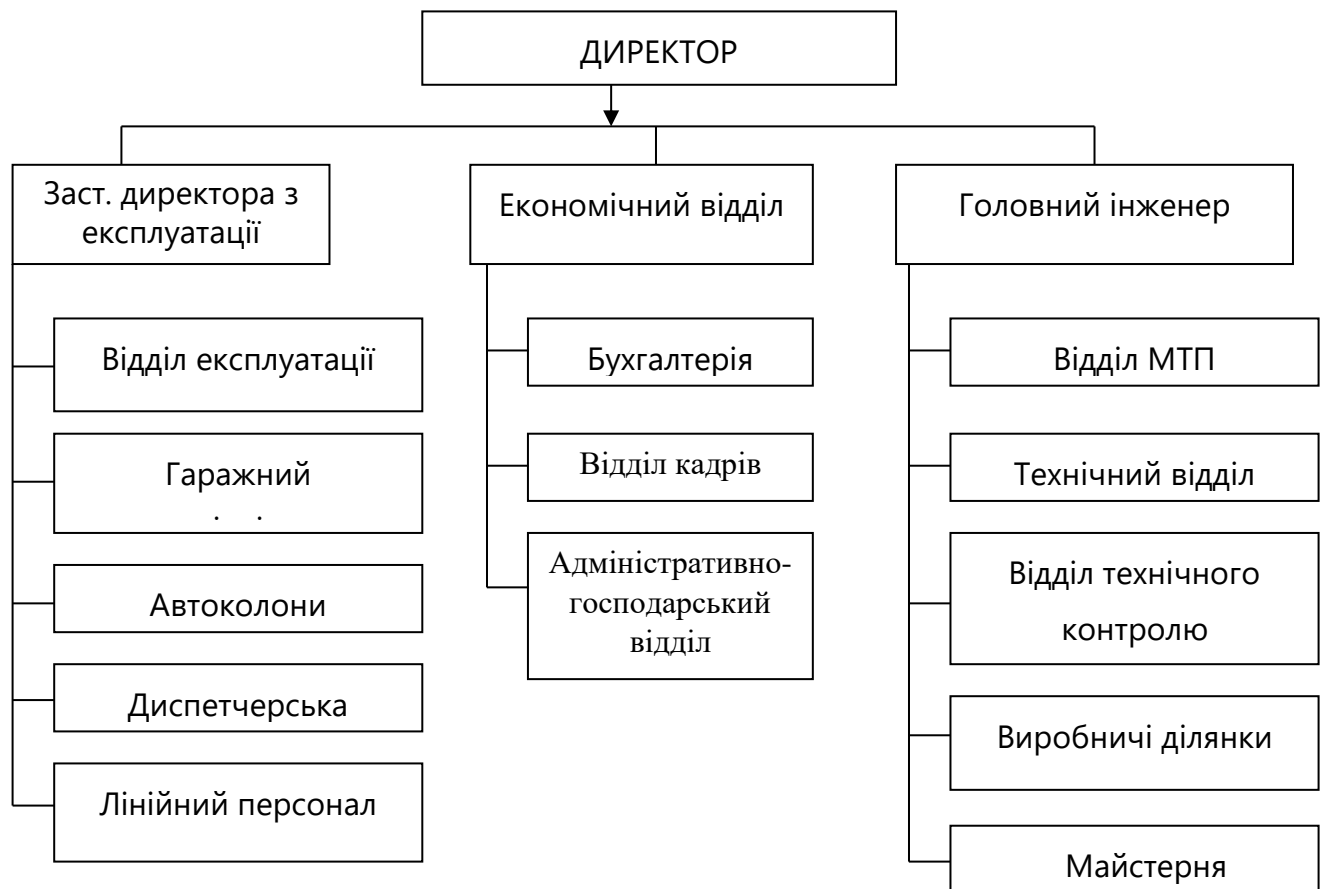 ДИРЕКТОР
Заст. директора з
експлуатації
Економічний відділ
Головний інженер
Відділ експлуатації
Гаражний
Автоколони
Диспетчерська
Лінійний персонал
Бухгалтерія
Відділ кадрів
Адміністративно-
господарський
відділ
Відділ МТП
Технічний відділ
Відділ технічного
контролю
Виробничі ділянки
Майстерня